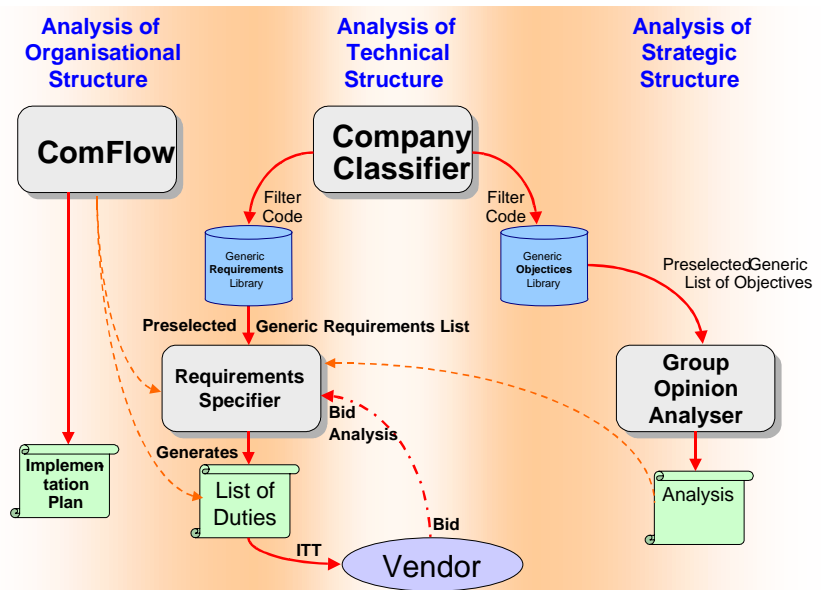 Analysis of
Organisational
Structure
Analysis of
Technical
Structure
Analysis of
Strategic
Structure
ComFlow
Company
Classifier
Filter
Code
Filter
Code
Generic
Requirements
Library
Generic
Objectices
Library
PreselectedGeneric
List of Objectives
Preselected Generic Requirements List
Requirements
Specifier
Group
Opinion
Analyser
Bid
Analysis
Generates
Implemen-
tation
Plan
List of
Duties
Analysis
ITT
Bid
Vendor